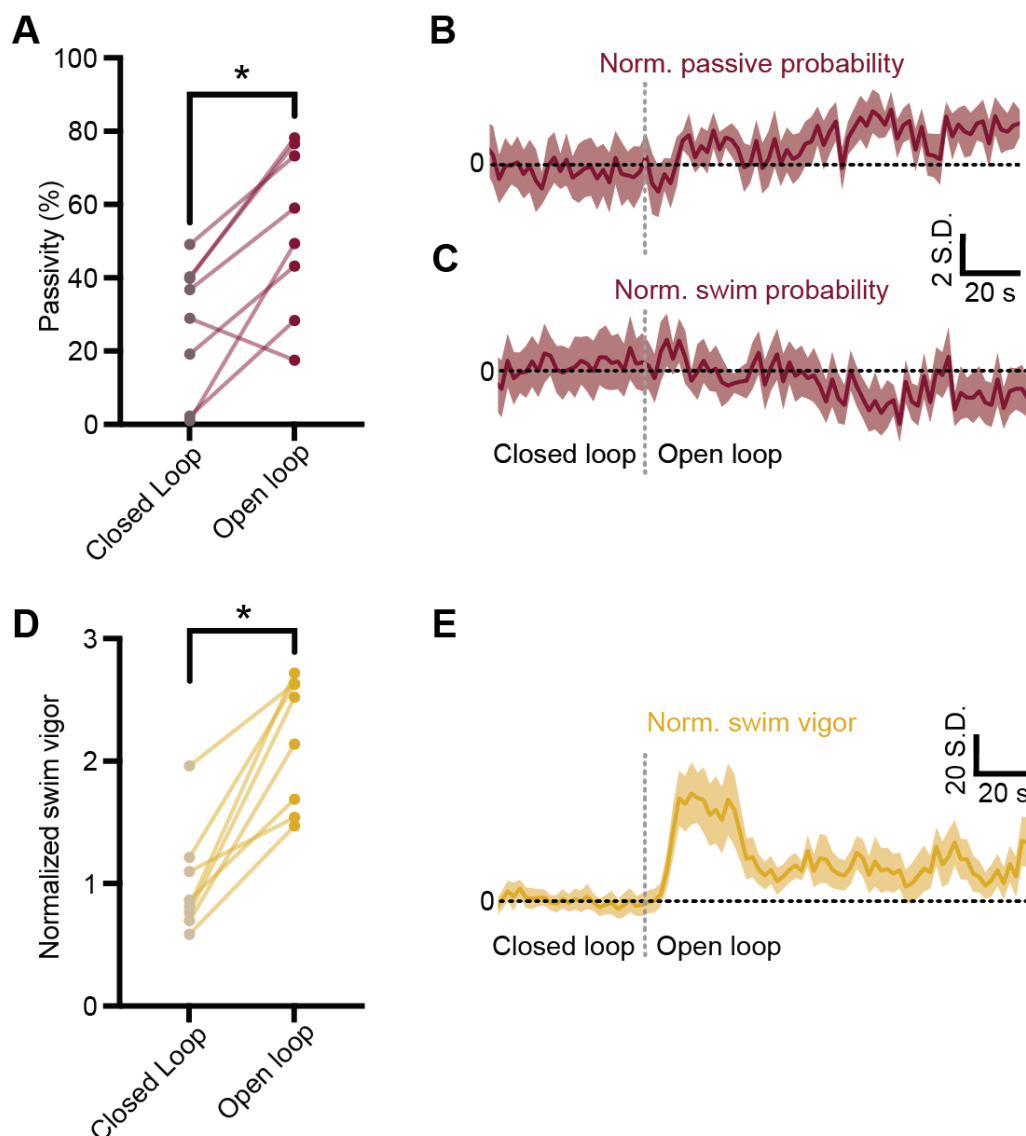 A
100
80
60
40
20
0
Passivity (%)
*
Closed Loop
Open loop
B
Norm. passive probability
0
2 S.D.
20 s
C
Norm. swim probability
0
Closed loop
Open loop
D
3
2
1
0
Normalized swim vigor
*
Closed Loop
Open loop
E
Norm. swim vigor
20 S.D.
20 s
0
Closed loop
Open loop